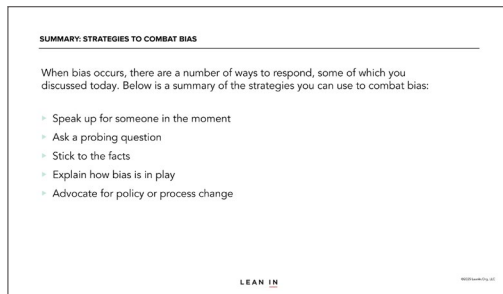 SUMMARY: STRATEGIES TO COMBAT BIAS
When bias occurs, there are a number of ways to respond, some of which you
discussed today. Below is a summary of the strategies you can use to combat bias:
Speak up for someone in the moment
Ask a probing question
Stick to the facts
Explain how bias is in play
Advocate for policy or process change
LEAN IN